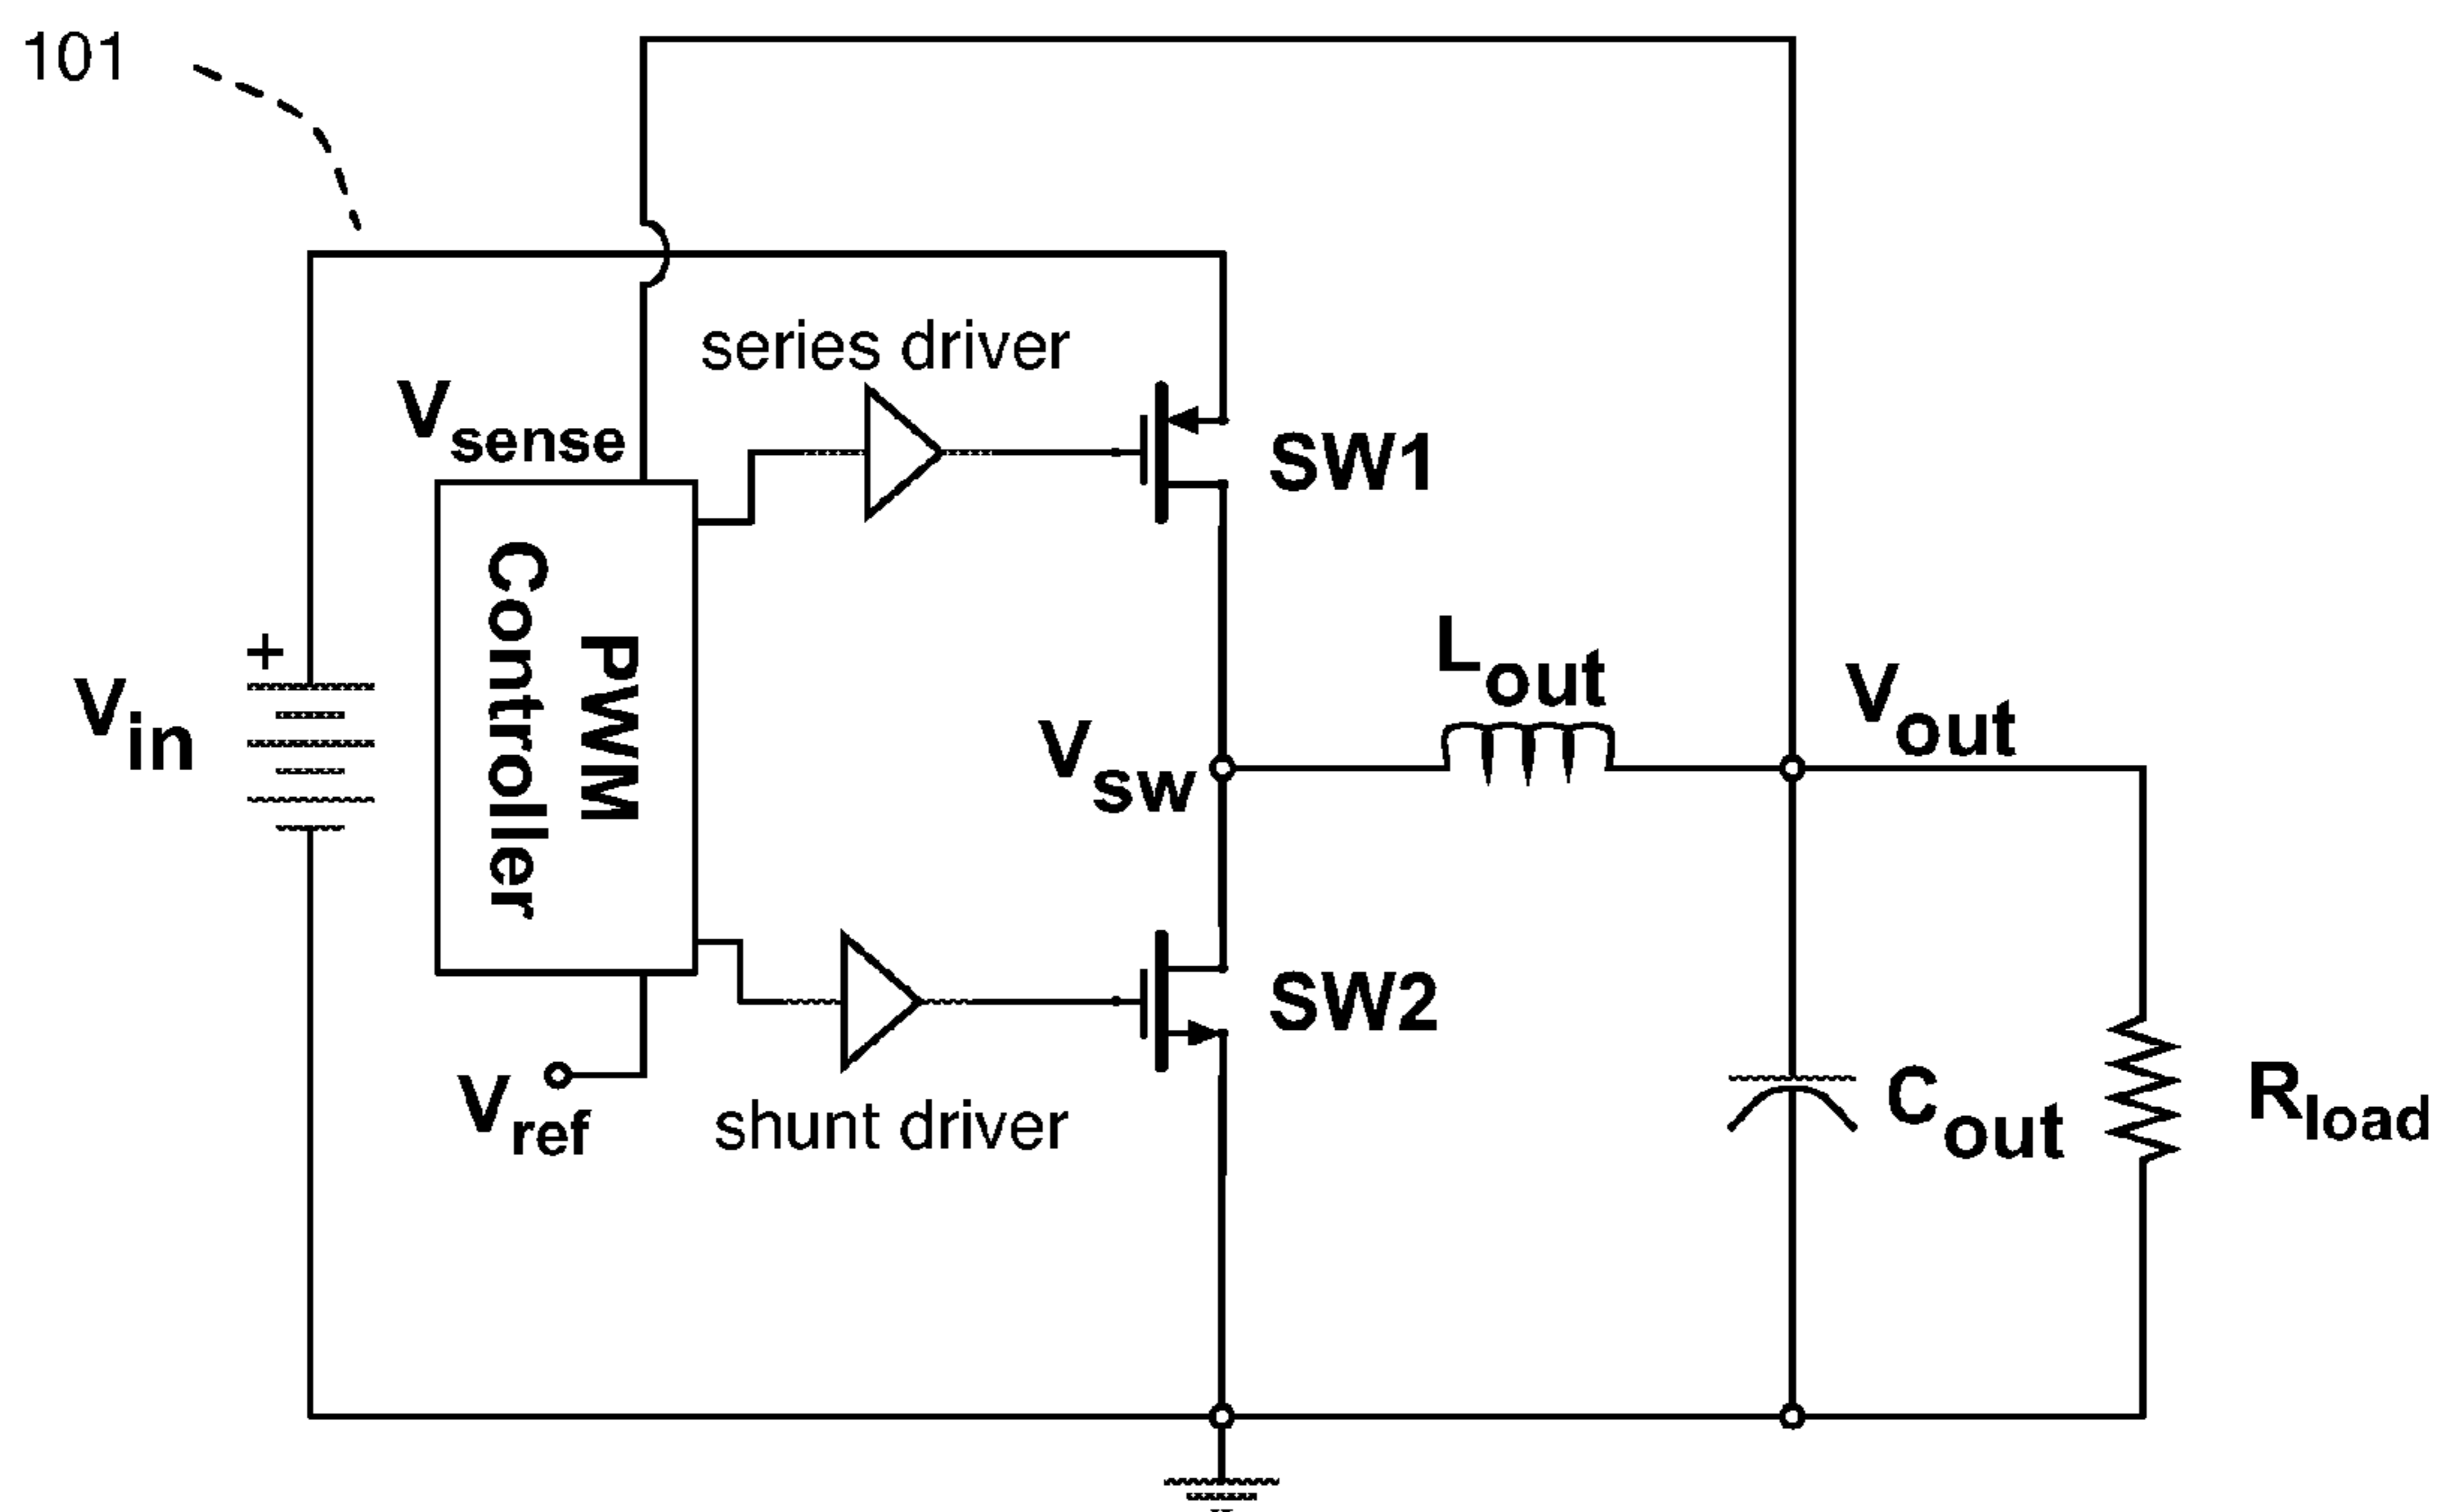 101
series driver
Vsense
SW1
PWM
Controller
Lout
Vin
Vout
Vsw
SW2
Vref
shunt driver
Cout
Rload
+